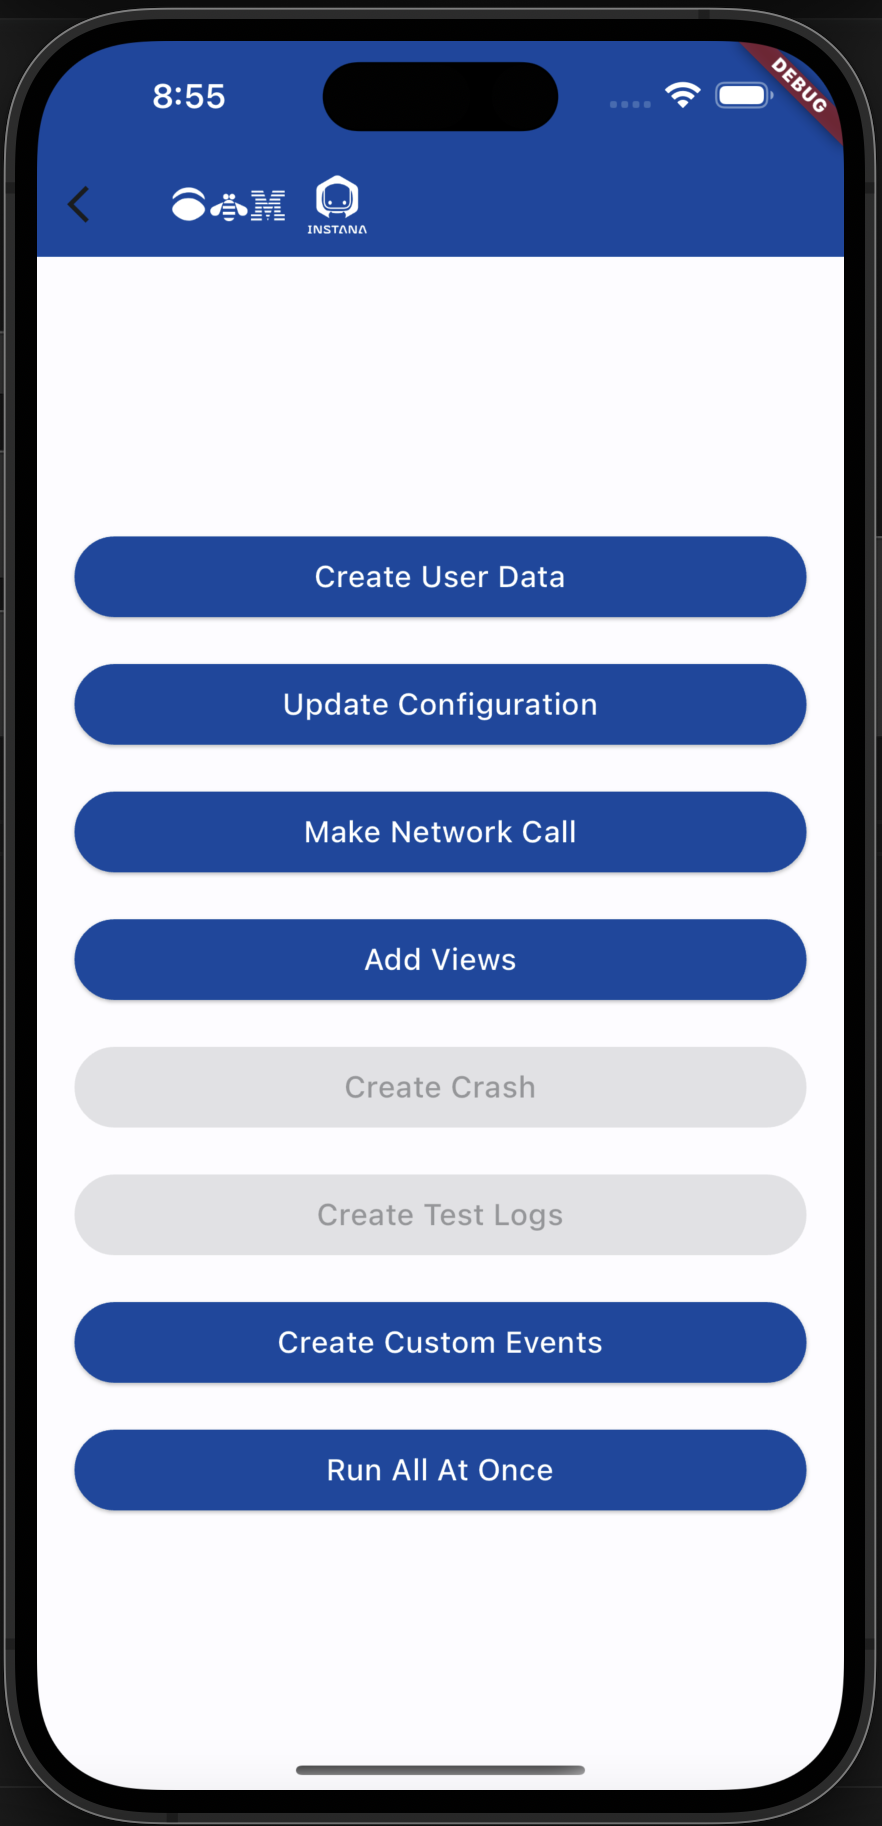 8:55
DEBUG
M
INSTANA
Create User Data
Update Configuration
Make Network Call
Add Views
Create Crash
Create Test Logs
Create Custom Events
Run All At Once